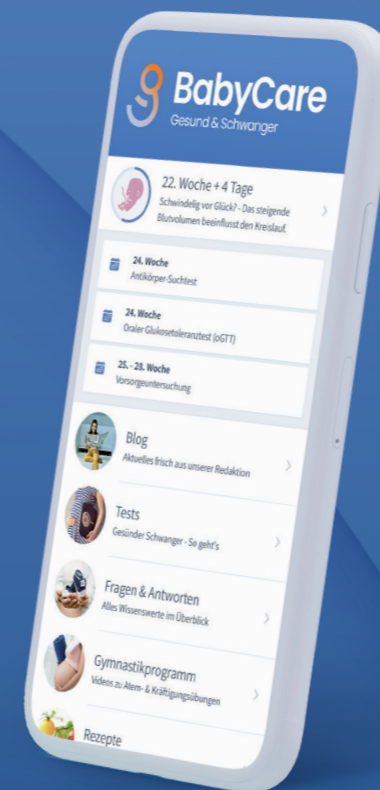 BabyCare
Gesund & Schwanger
22. Woche + 4 Tage
Schwindelig vor Glück? - Das steigende
Blutvolumen beeinflusst den Kreislauf.
24. Woche
Antikörper-Suchtest
24. Woche
Oraler Glukosetoleranztest (oGTT)
25. - 28. Woche
Vorsorgeuntersuchung
Blog
Aktuelles frisch aus unserer Redaktion
Tests
Gesünder Schwanger - So geht's
Fragen & Antworten
Alles Wissenswerte im Überblick
Gymnastikprogramm
Videos zu Atem- & Kräftigungsübungen
Rezepte